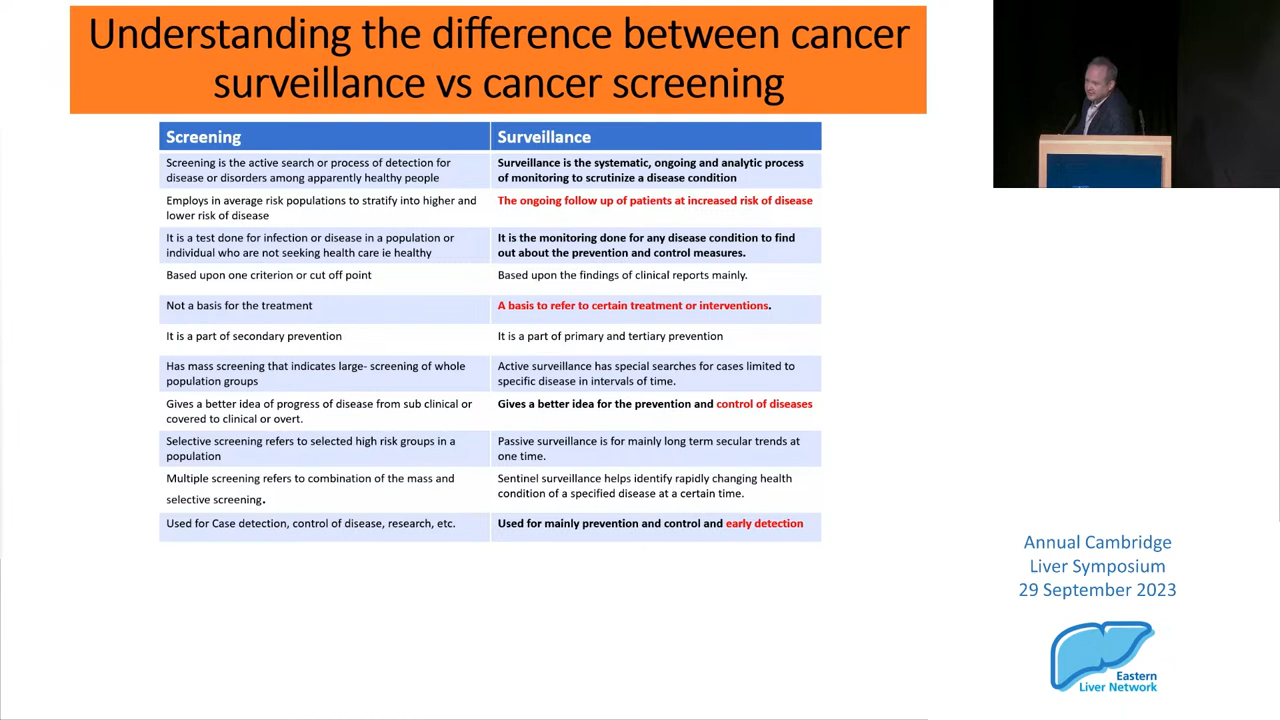 Understanding the difference between cancer
surveillance vs cancer screening
Screening
Surveillance
Screening is the active search or process of detection for
disease or disorders among apparently healthy people
Surveillance is the systematic, ongoing and analytic process
of monitoring to scrutinize a disease condition
Employs in average risk populations to stratify into higher and
lower risk of disease
The ongoing follow up of patients at increased risk of disease
It is a test done for infection or disease in a population or
individual who are not seeking health care ie healthy
It is the monitoring done for any disease condition to find
out about the prevention and control measures.
Based upon one criterion or cut off point
Based upon the findings of clinical reports mainly.
Not a basis for the treatment
A basis to refer to certain treatment or interventions.
It is a part of secondary prevention
It is a part of primary and tertiary prevention
Has mass screening that indicates large- screening of whole
population groups
Active surveillance has special searches for cases limited to
specific disease in intervals of time.
Gives a better idea of progress of disease from sub clinical or
covered to clinical or overt.
Gives a better idea for the prevention and control of diseases
Selective screening refers to selected high risk groups in a
population
Passive surveillance is for mainly long term secular trends at
one time.
Multiple screening refers to combination of the mass and
selective screening.
Sentinel surveillance helps identify rapidly changing health
condition of a specified disease at a certain time.
Used for Case detection, control of disease, research, etc.
Used for mainly prevention and control and early detection
Annual Cambridge
Liver Symposium
29 September 2023
Eastern
Liver Network